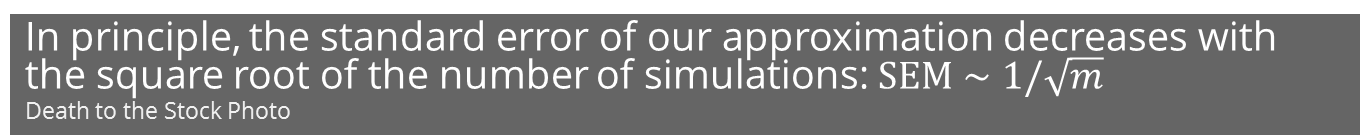 In principle, the standard error of our approximation decreases with
the square root of the number of simulations: SEM ~ 1/√m
Death to the Stock Photo